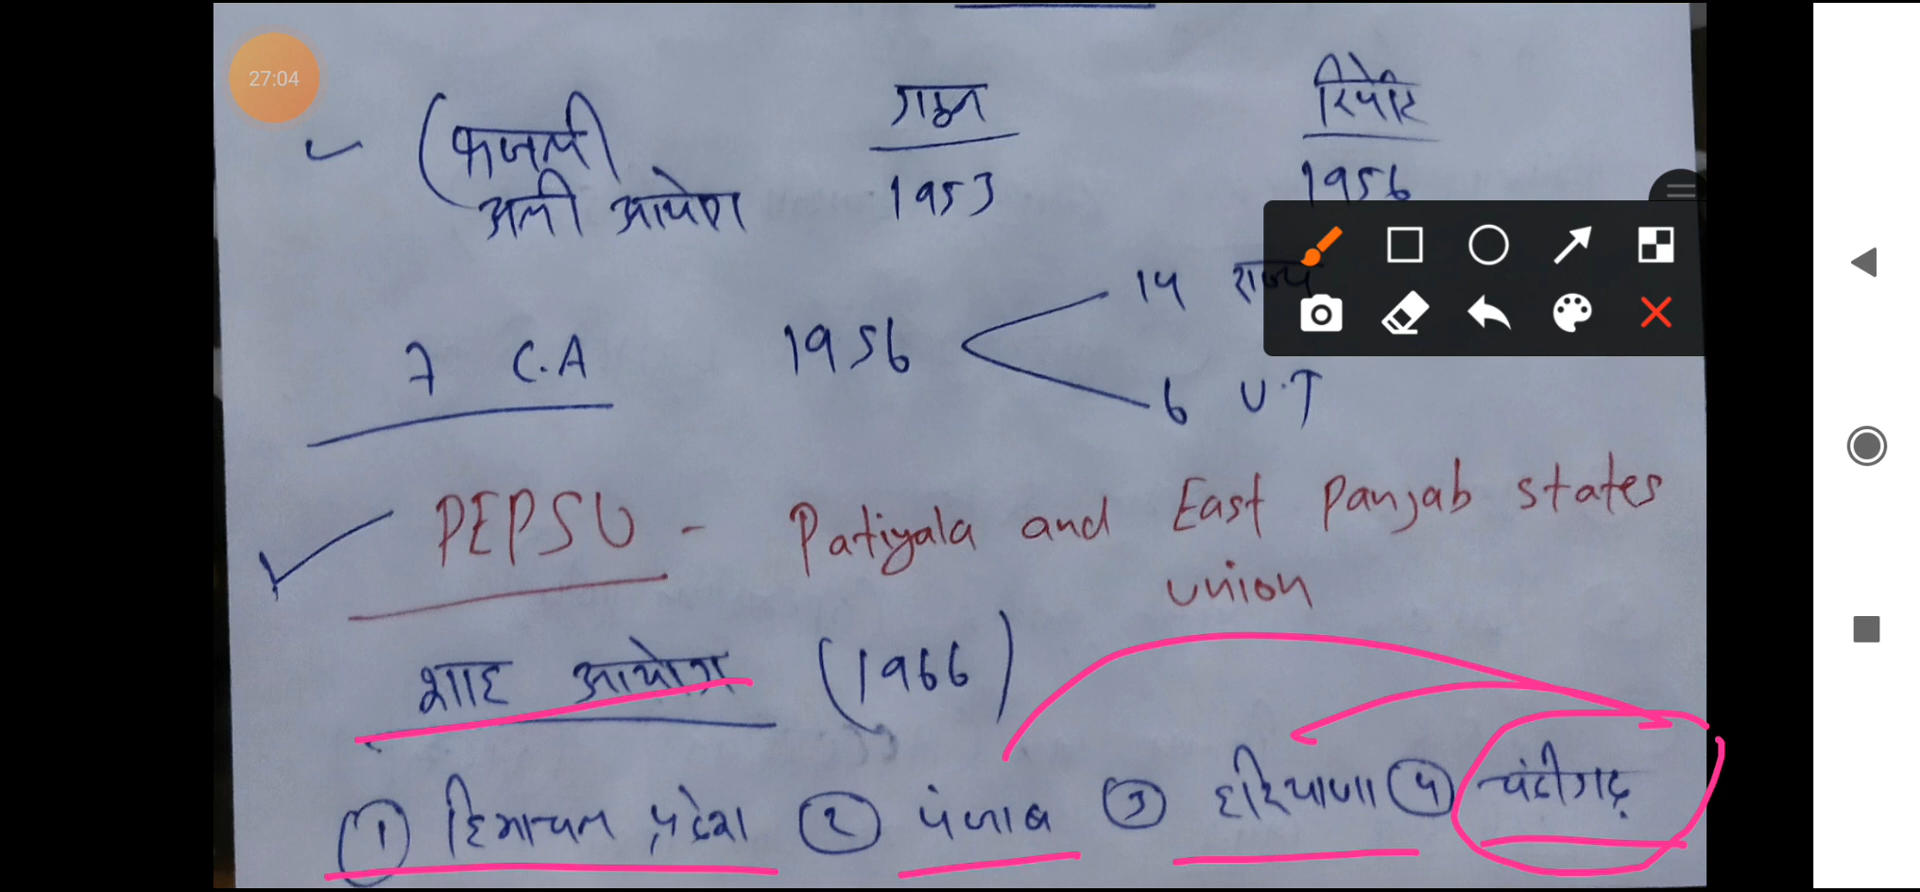 27:04
(फजली गठन रिपोर्ट
अली आयोग 1953 1956
14 राज्य
7 C.A 1956
6 U.T
PEPSU - Patiyala and East Panjab states
union
शाह आयोग (1966)
① हिमाचल प्रदेश ② पंजाब ③ हरियाणा ④ चंदीगढ़